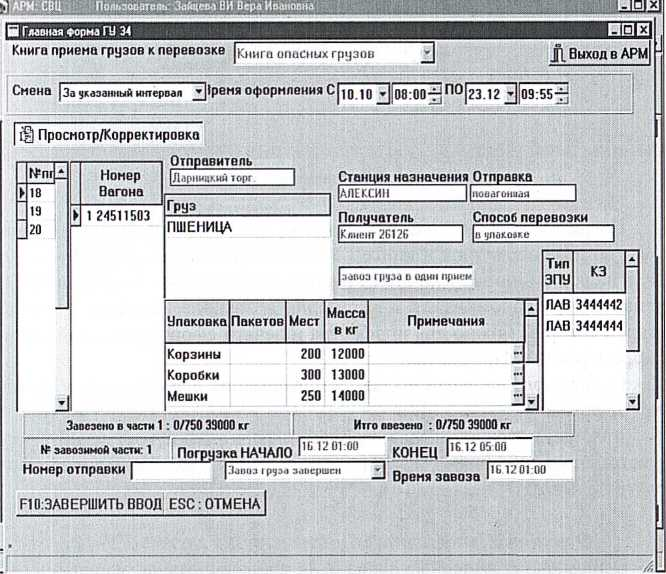 АРМ: СВЦ Пользователь: Зайцева ВИ Вера Ивановна
Главная форма ГУ 34
Книга приема грузов к перевозке Книга опасных грузов Выход в АРМ
Смена За указанный интервал Время оформления С 10.10 08:00 ПО 23.12 09:55
Просмотр/Корректировка
№пп
18
19
20
Номер Вагона
1 24511503
Отправитель
Дарницкий торг.
Груз
ПШЕНИЦА
Станция назначения Отправка
АЛЕКСИН повагонная
Получатель Способ перевозки
Клиент 26126 в упаковке
завоз груза в один прием
Тип ЗПУ КЗ
ЛАВ 3444442
ЛАВ 3444444
Упаковка Пакетов Мест Масса в кг Примечания
Корзины 200 12000 ...
Коробки 300 13000 ...
Мешки 250 14000 ...
Завезено в части 1 : 0/750 39000 кг Итго ввезено : 0/750 39000 кг
№ завозимой части: 1 Погрузка НАЧАЛО 16.12 01:00 КОНЕЦ 16.12 05:00
Номер отправки Завоз груза завершен Время завоза 16.12 01:00
F10:ЗАВЕРШИТЬ ВВОД ESC : ОТМЕНА